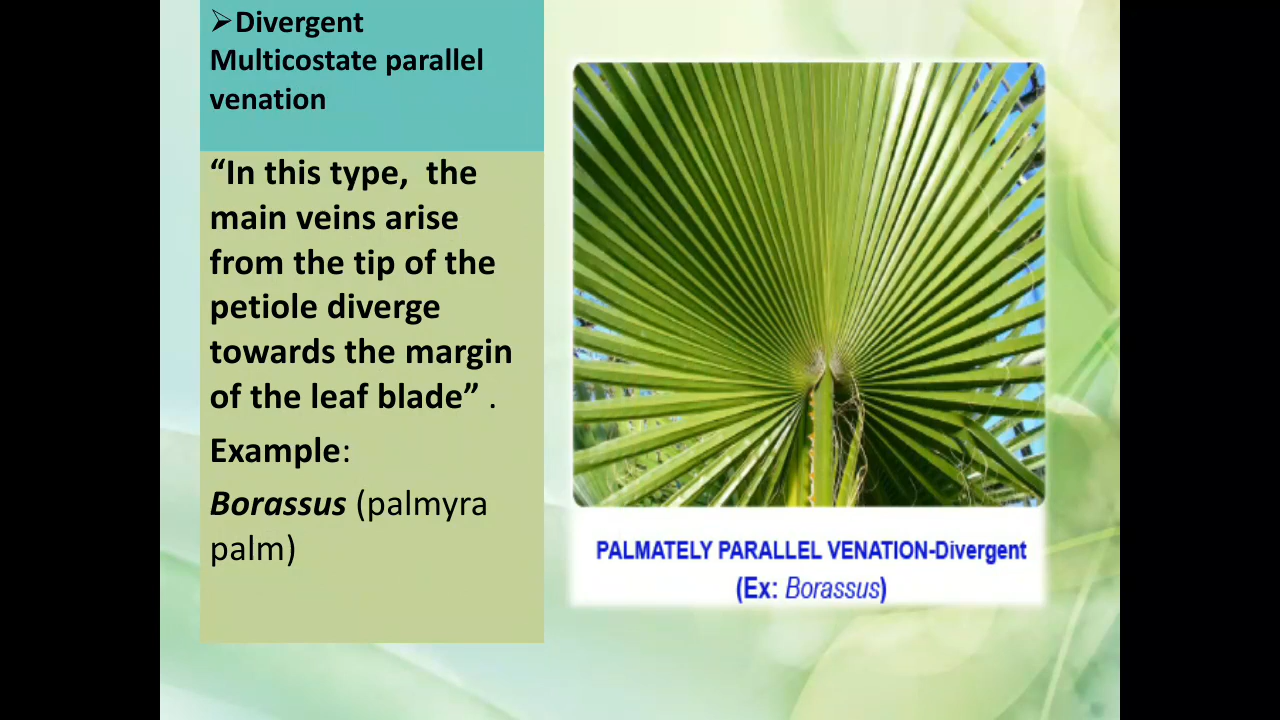 ➢Divergent
Multicostate parallel
venation
“In this type,  the
main veins arise
from the tip of the
petiole diverge
towards the margin
of the leaf blade” .
Example:
Borassus (palmyra
palm)
PALMATELY PARALLEL VENATION-Divergent
(Ex: Borassus)